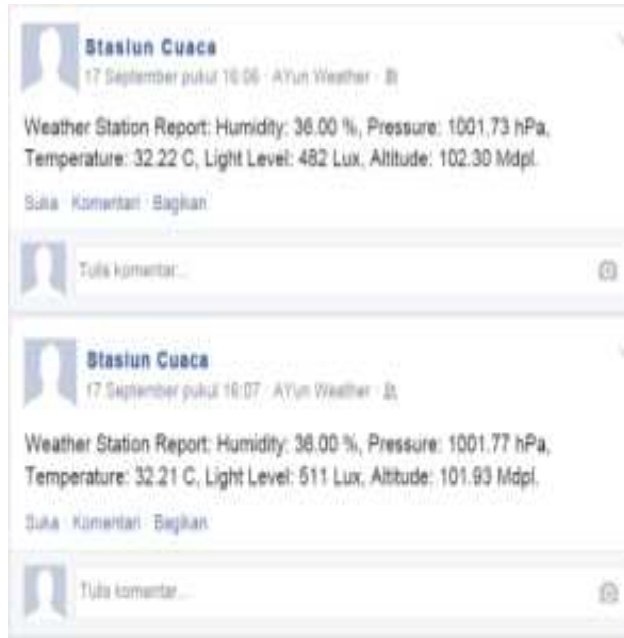 Stasiun Cuaca
17 September pukul 16:06 · AYun Weather ·
Weather Station Report: Humidity: 36.00 %, Pressure: 1001.73 hPa,
Temperature: 32.22 C, Light Level: 482 Lux, Altitude: 102.30 Mdpl.
Suka · Komentari · Bagikan
Tulis komentar...
Stasiun Cuaca
17 September pukul 16:07 · AYun Weather ·
Weather Station Report: Humidity: 36.00 %, Pressure: 1001.77 hPa,
Temperature: 32.21 C, Light Level: 511 Lux, Altitude: 101.93 Mdpl.
Suka · Komentari · Bagikan
Tulis komentar...